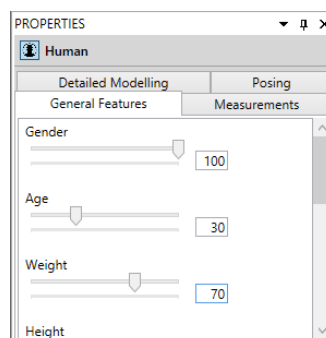 PROPERTIES
Human
Detailed Modelling Posing
General Features Measurements
Gender
100
Age
30
Weight
70
Height